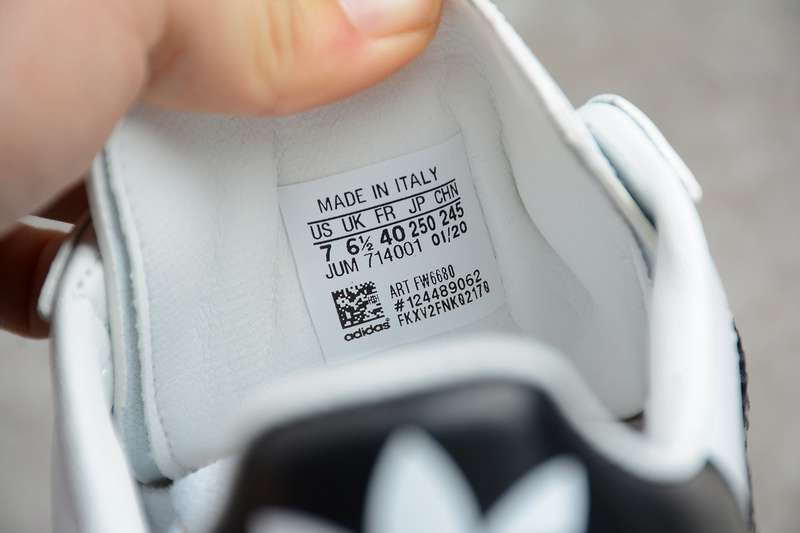 MADE IN ITALY
US UK FR JP CHN
7 6½ 40 250 245
JUM 714001 01/20
ART FW6680
#124489062
FKXV2FNK02170
adidas